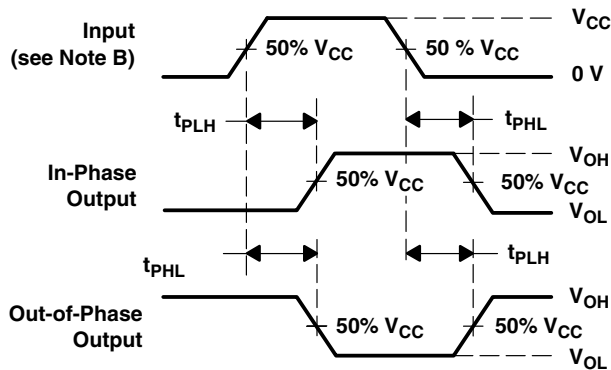 Input
(see Note B)
50% VCC
50 % VCC
VCC
0 V
tPLH
tPHL
In-Phase
Output
50% VCC
50% VCC
VOH
VOL
tPHL
tPLH
Out-of-Phase
Output
50% VCC
50% VCC
VOH
VOL